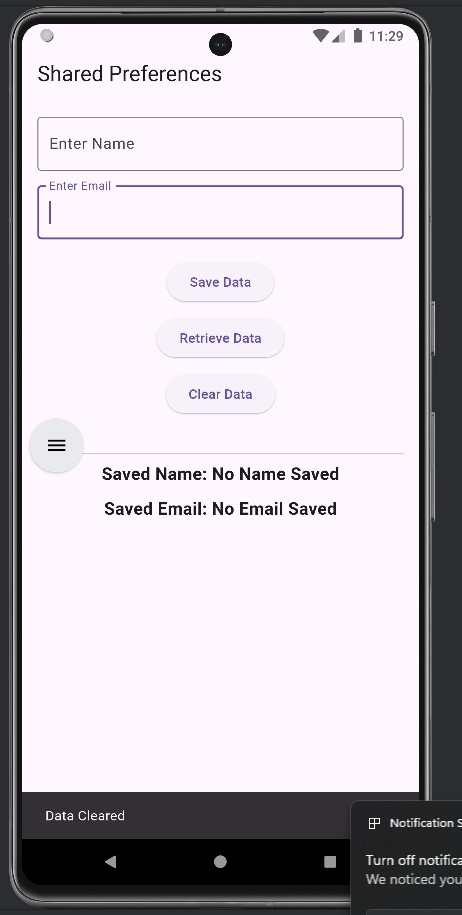 11:29
Shared Preferences
Enter Name
Enter Email
Save Data
Retrieve Data
Clear Data
Saved Name: No Name Saved
Saved Email: No Email Saved
Data Cleared
Notification
Turn off
We noticed you